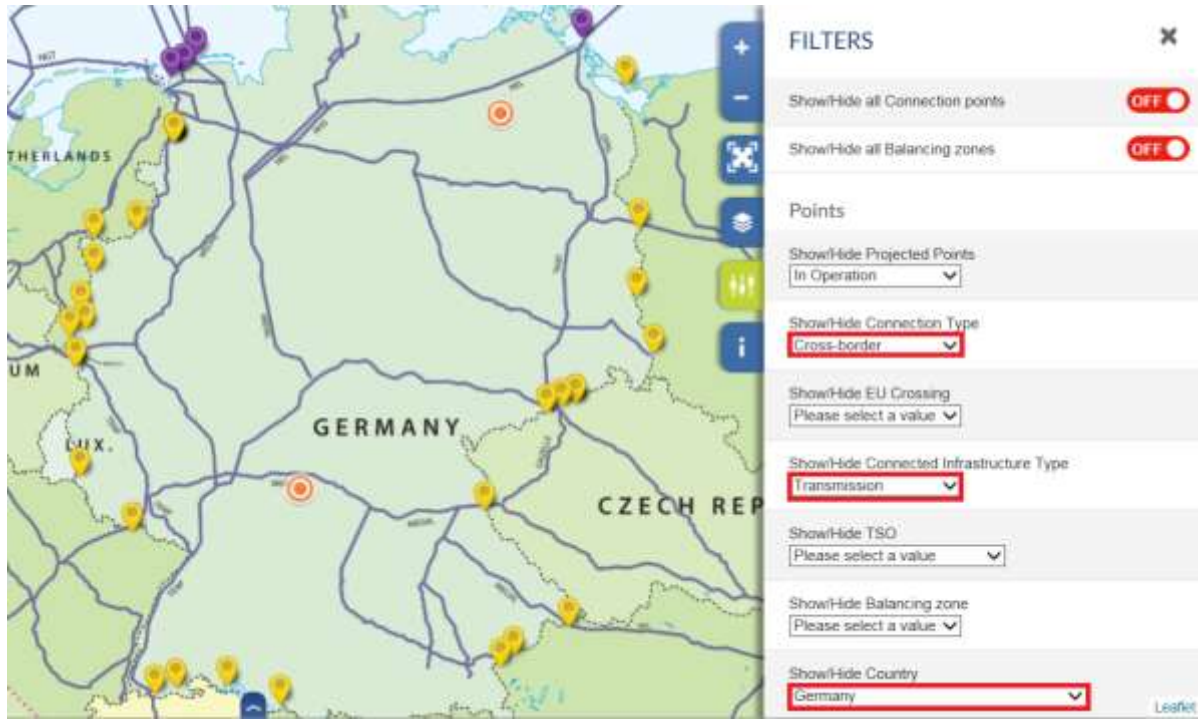 THERLANDS
UM
LUX.
GERMANY
CZECH REP
+
−
i
FILTERS
Show/Hide all Connection points
OFF
Show/Hide all Balancing zones
OFF
Points
Show/Hide Projected Points
In Operation
Show/Hide Connection Type
Cross-border
Show/Hide EU Crossing
Please select a value
Show/Hide Connected Infrastructure Type
Transmission
Show/Hide TSO
Please select a value
Show/Hide Balancing zone
Please select a value
Show/Hide Country
Germany
Leaflet